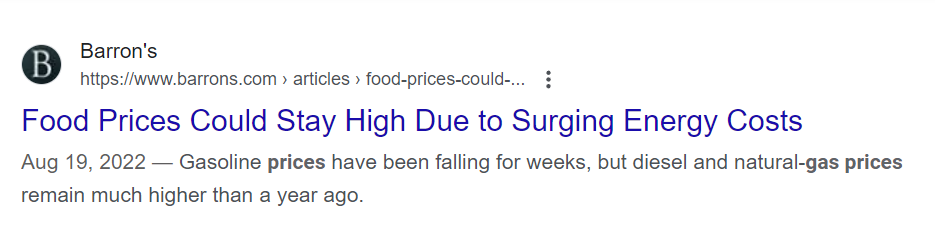 B
Barron's
https://www.barrons.com › articles › food-prices-could-...
Food Prices Could Stay High Due to Surging Energy Costs
Aug 19, 2022 — Gasoline prices have been falling for weeks, but diesel and natural-gas prices
remain much higher than a year ago.